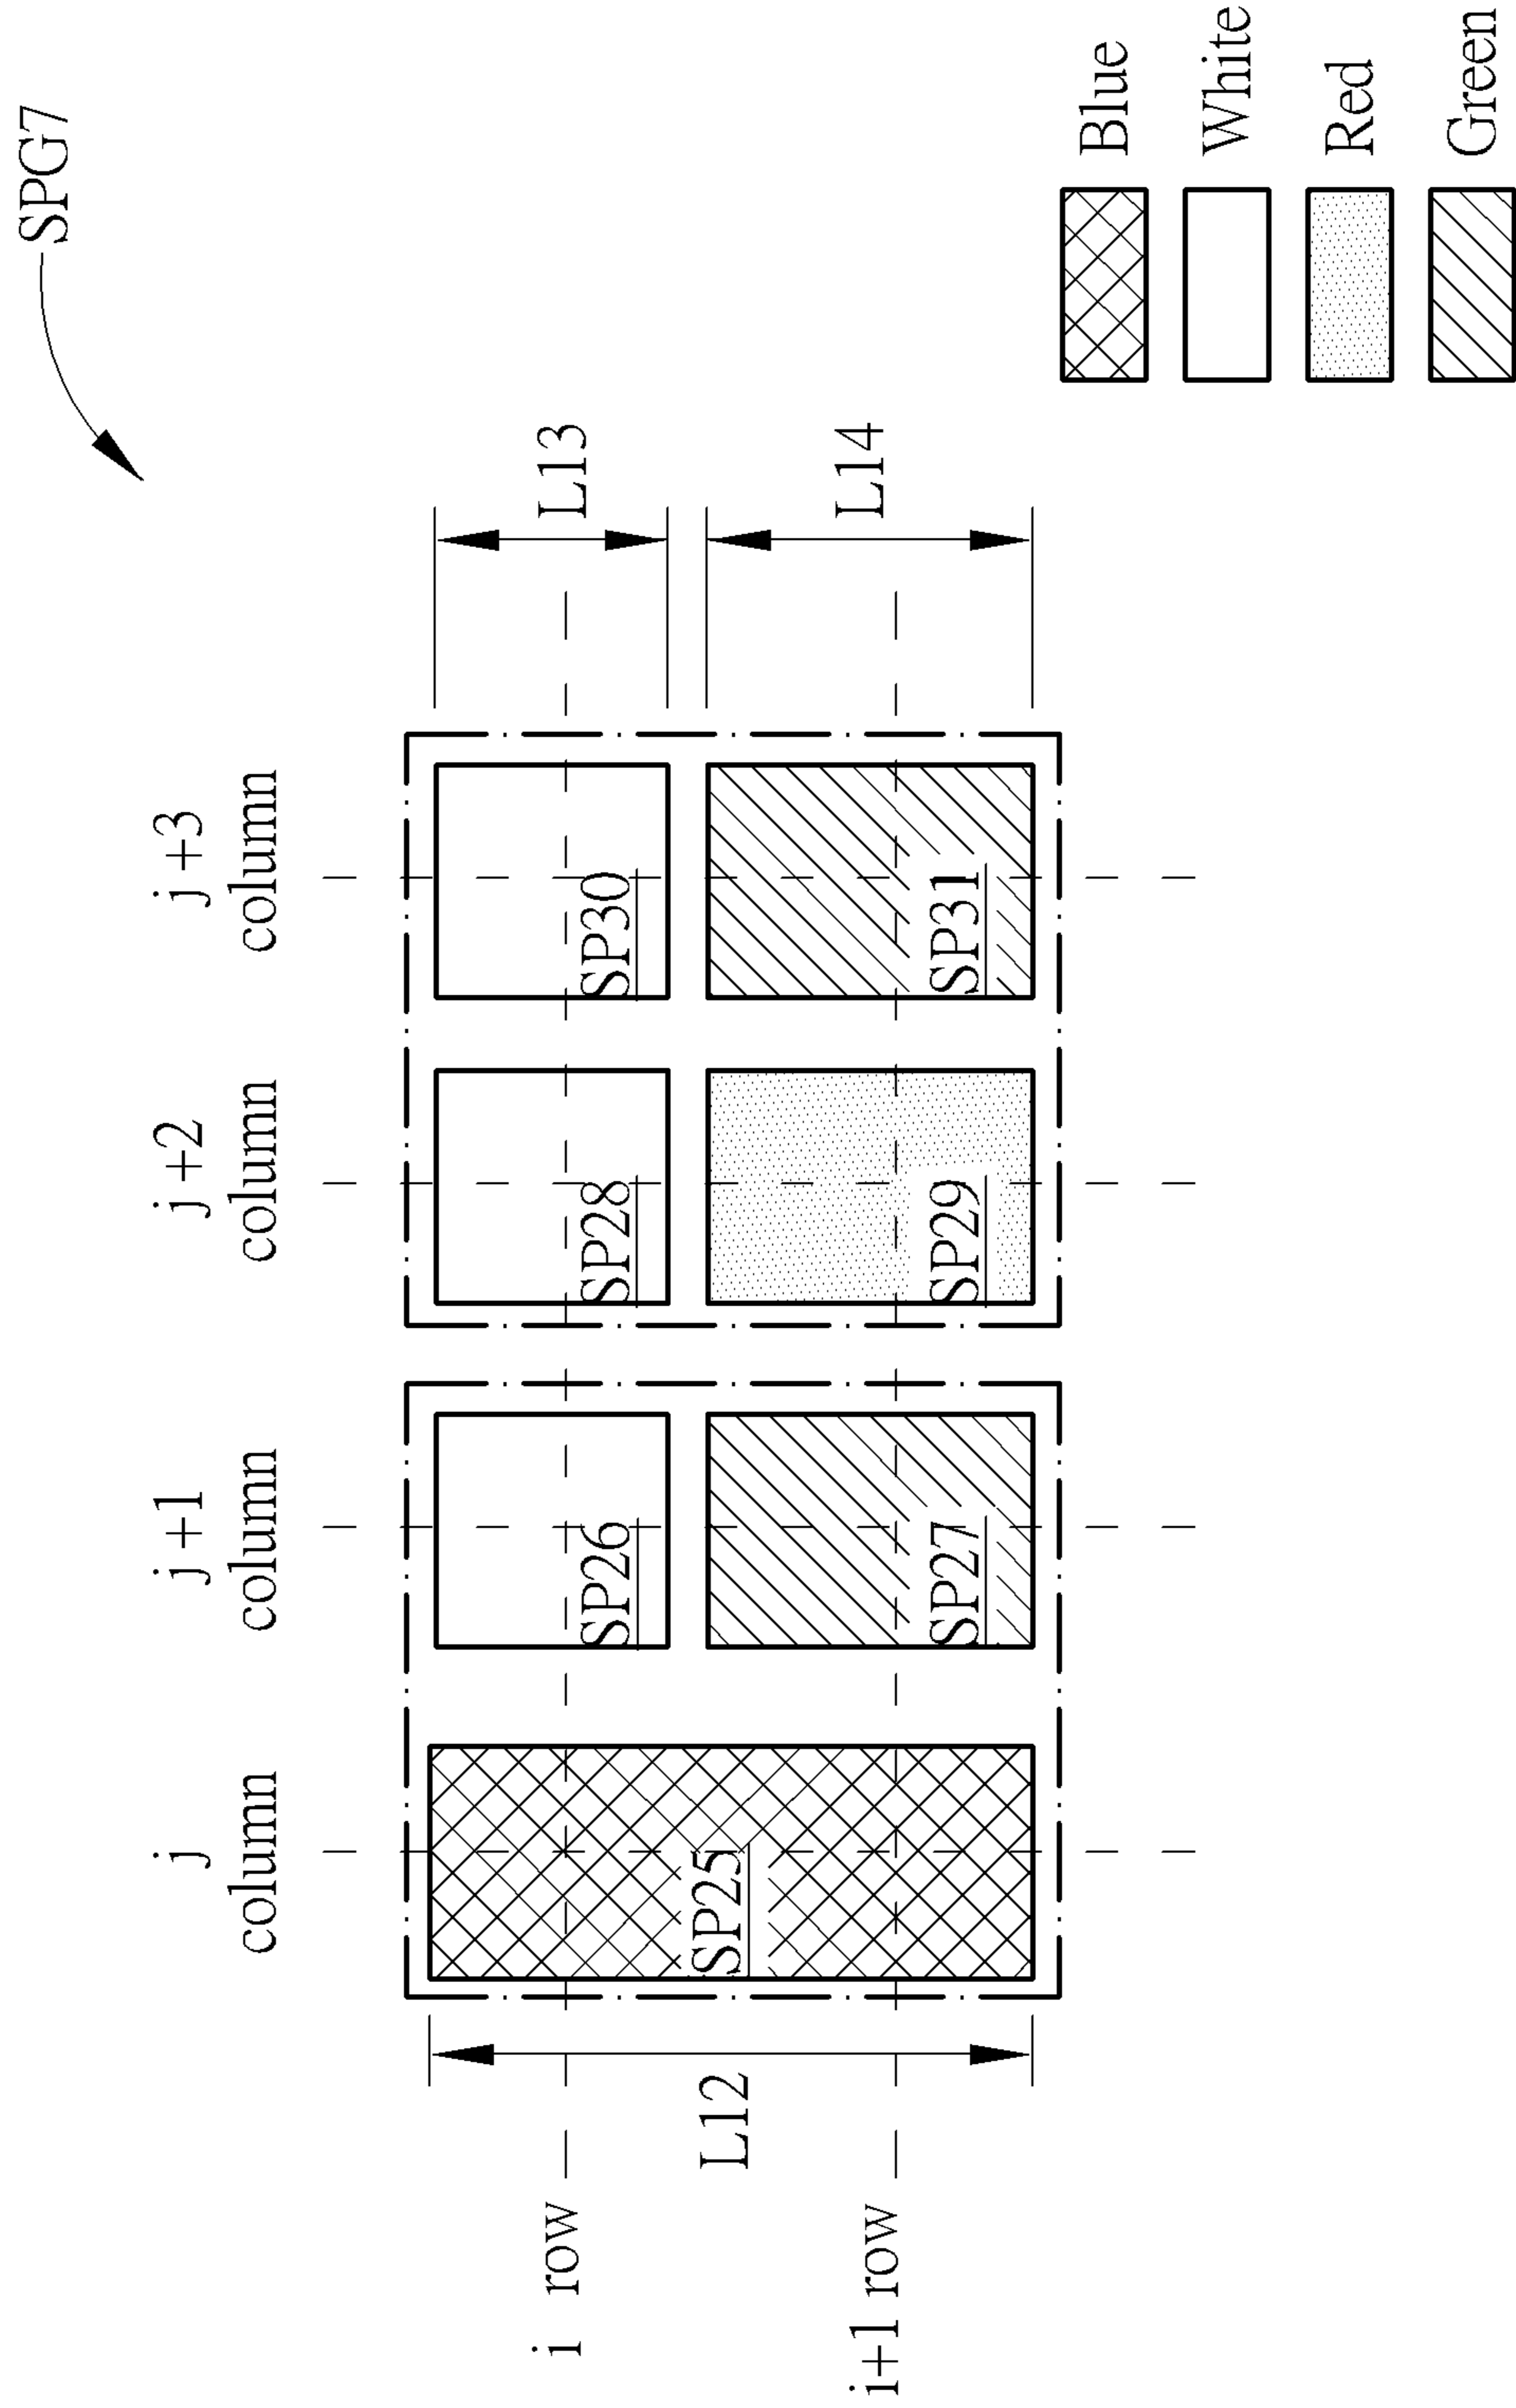 SPG7
j
column
j+1
column
j+2
column
j+3
column
i row
i+1 row
L12
L13
L14
SP25
SP26
SP27
SP28
SP29
SP30
SP31
Blue
White
Red
Green